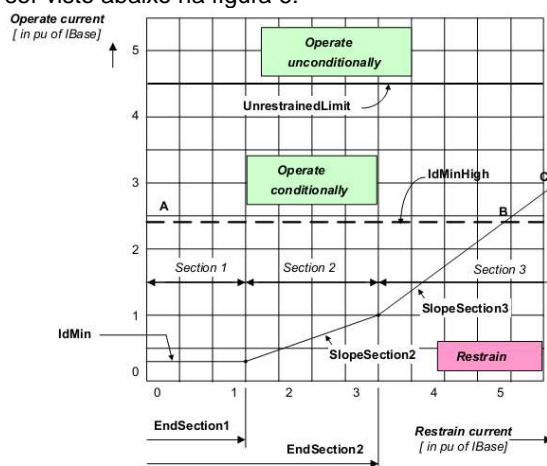 ser visto abaixo na figura 6.
Operate current
[ in pu of IBase]
Operate
unconditionally
UnrestrainedLimit
Operate
conditionally
IdMinHigh
A
B
C
Section 1
Section 2
Section 3
SlopeSection3
IdMin
SlopeSection2
Restrain
5
4
3
2
1
0
0
1
2
3
4
5
EndSection1
EndSection2
Restrain current
[ in pu of IBase]